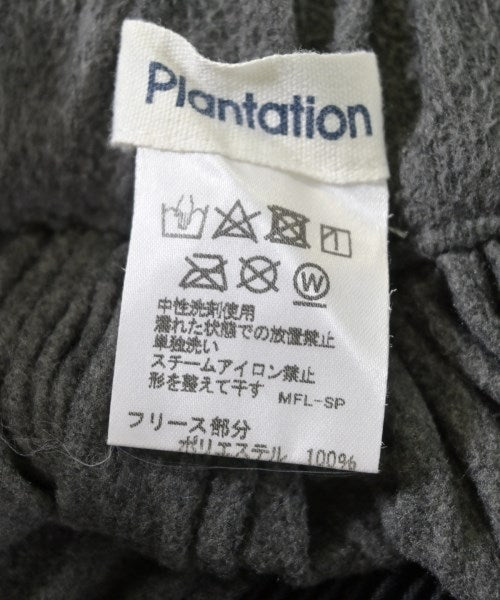 Plantation
1
W
中性洗剤使用
濡れた状態での放置禁止
単独洗い
スチームアイロン禁止
形を整えて干す MFL-SP
フリース部分
ポリエステル 100%